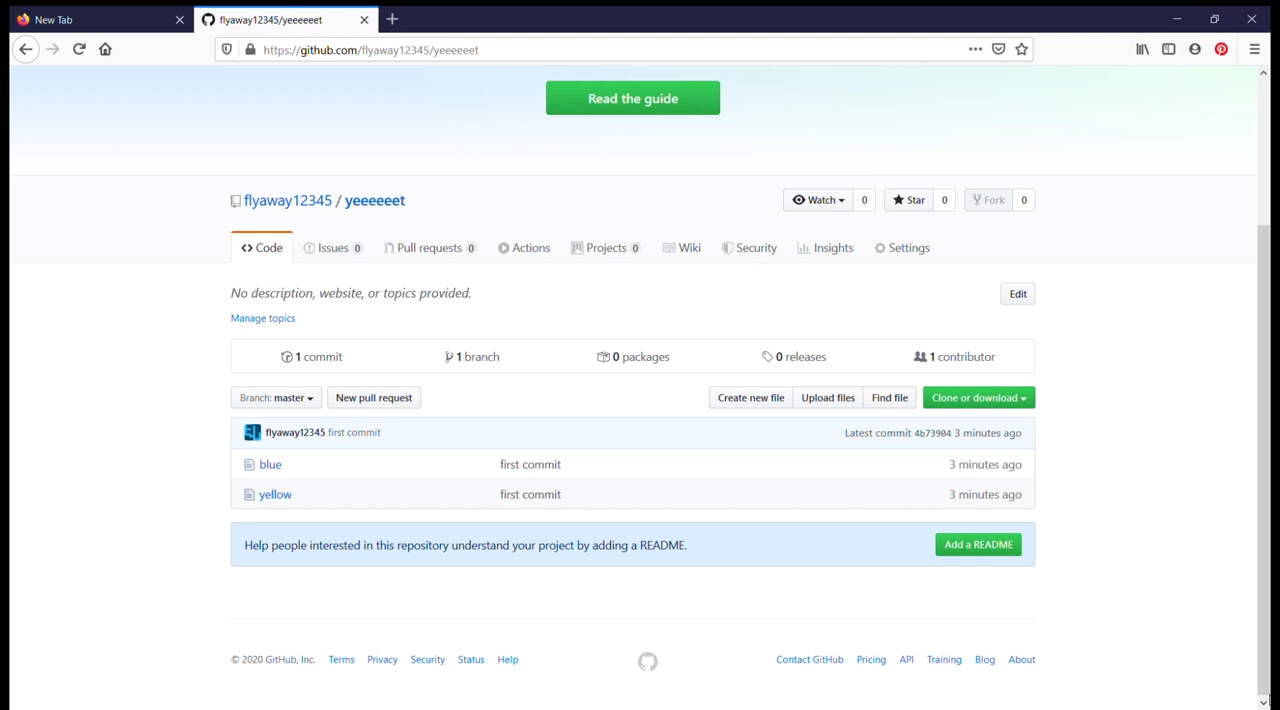 New Tab
flyaway12345/yeeeeeet
https://github.com/flyaway12345/yeeeeeet
Read the guide
flyaway12345 / yeeeeeet
Watch 0 Star 0 Fork 0
Code Issues 0 Pull requests 0 Actions Projects 0 Wiki Security Insights Settings
No description, website, or topics provided. Edit
Manage topics
1 commit 1 branch 0 packages 0 releases 1 contributor
Branch: master New pull request Create new file Upload files Find file Clone or download
flyaway12345 first commit Latest commit 4b73904 3 minutes ago
blue first commit 3 minutes ago
yellow first commit 3 minutes ago
Help people interested in this repository understand your project by adding a README. Add a README
© 2020 GitHub, Inc. Terms Privacy Security Status Help Contact GitHub Pricing API Training Blog About